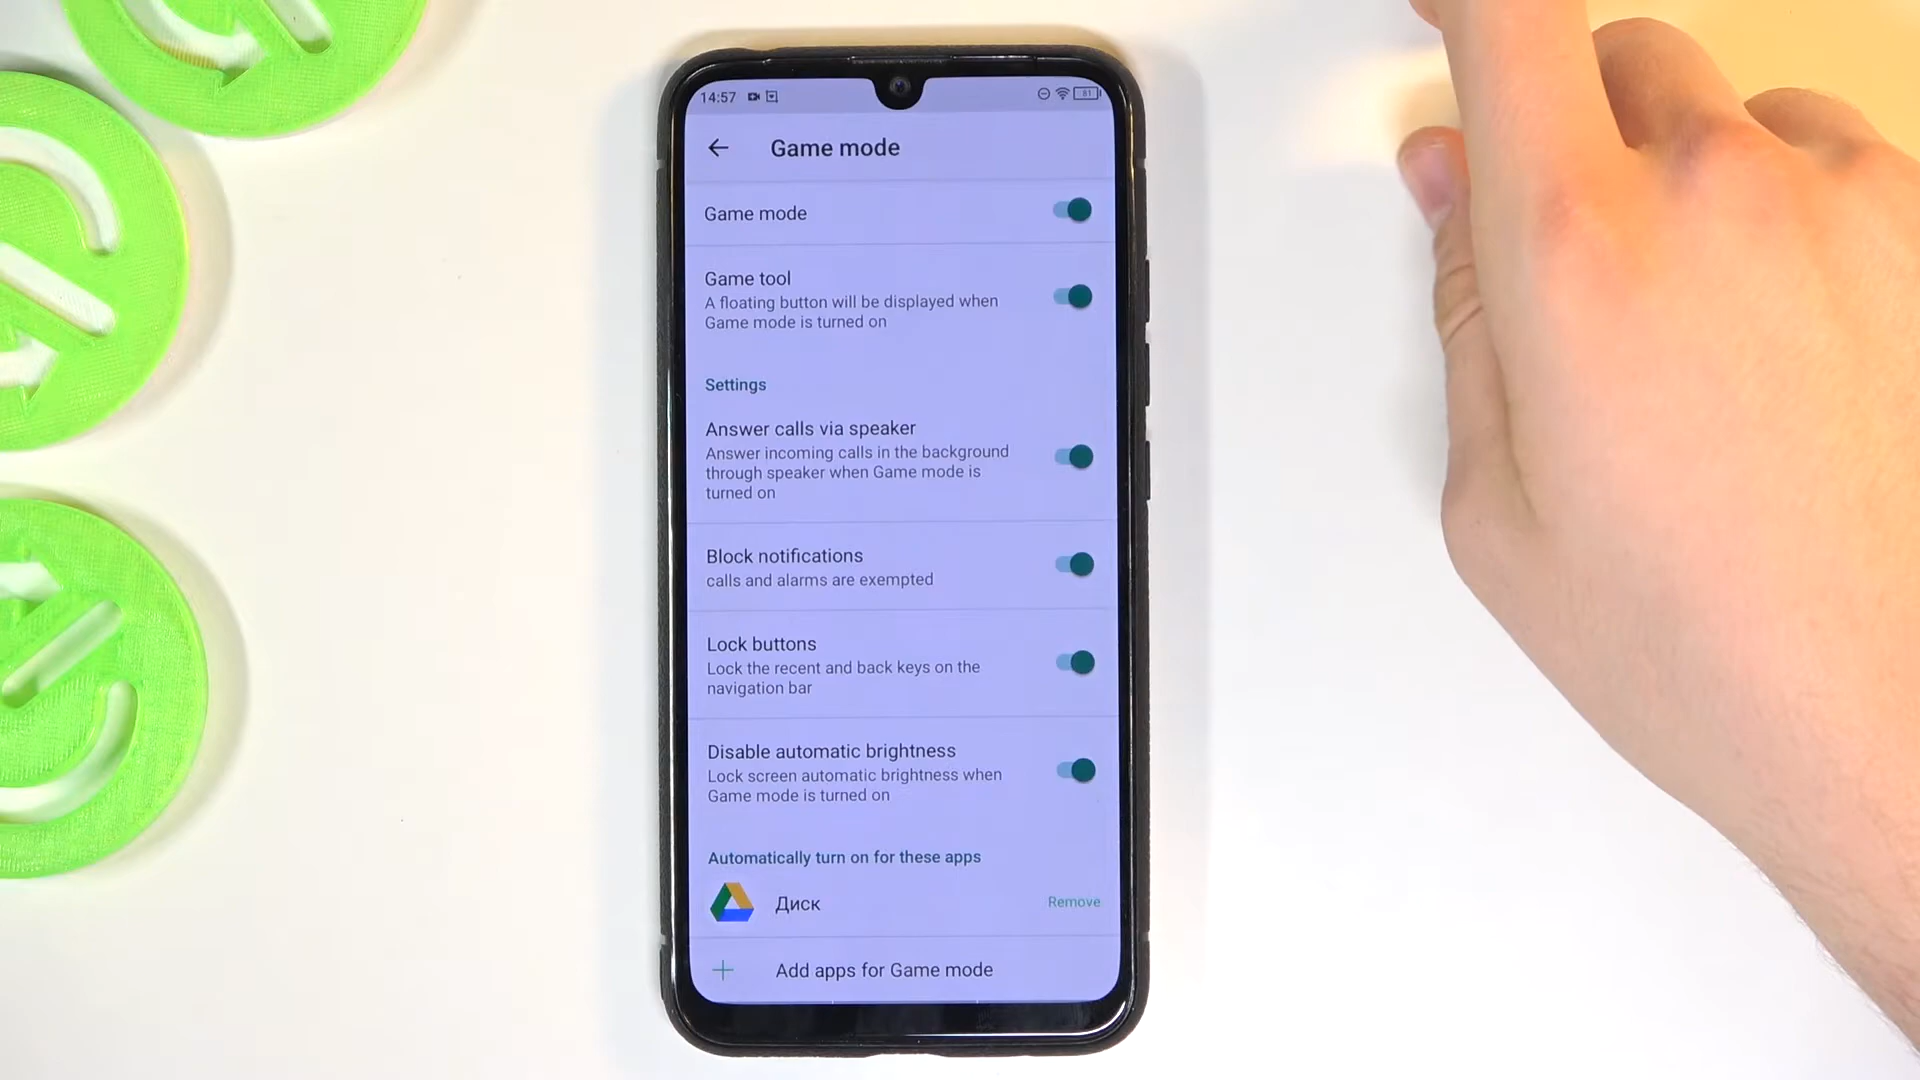 14:57
81
Game mode
Game mode
Game tool
A floating button will be displayed when
Game mode is turned on
Settings
Answer calls via speaker
Answer incoming calls in the background
through speaker when Game mode is
turned on
Block notifications
calls and alarms are exempted
Lock buttons
Lock the recent and back keys on the
navigation bar
Disable automatic brightness
Lock screen automatic brightness when
Game mode is turned on
Automatically turn on for these apps
Диск
Remove
Add apps for Game mode